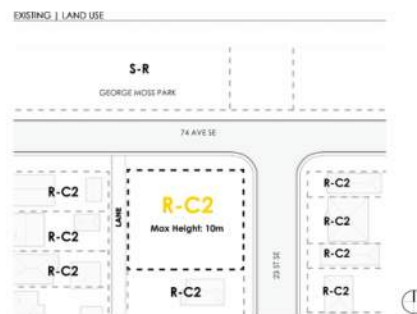 EXISTING | LAND USE
S-R
GEORGE MOSS PARK
74 AVE SE
R-C2
R-C2
R-C2
LANE
R-C2
Max Height: 10m
R-C2
23 ST SE
R-C2
R-C2
R-C2
R-C2